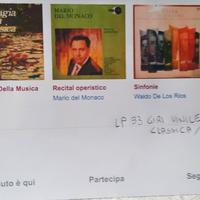 agia
MARIO
DEL MONACO
Della Musica
Recital operistico
Mario del Monaco
Sinfonie
Waldo De Los Rios
LP 33 GIRI VINILE
CLASSICA /
uto è qui
Partecipa
Seg